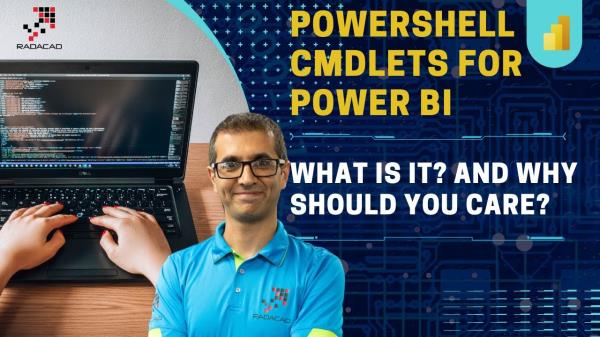 RADACAD
POWERSHELL
CMDLETS FOR
POWER BI
WHAT IS IT? AND WHY
SHOULD YOU CARE?
RADACAD